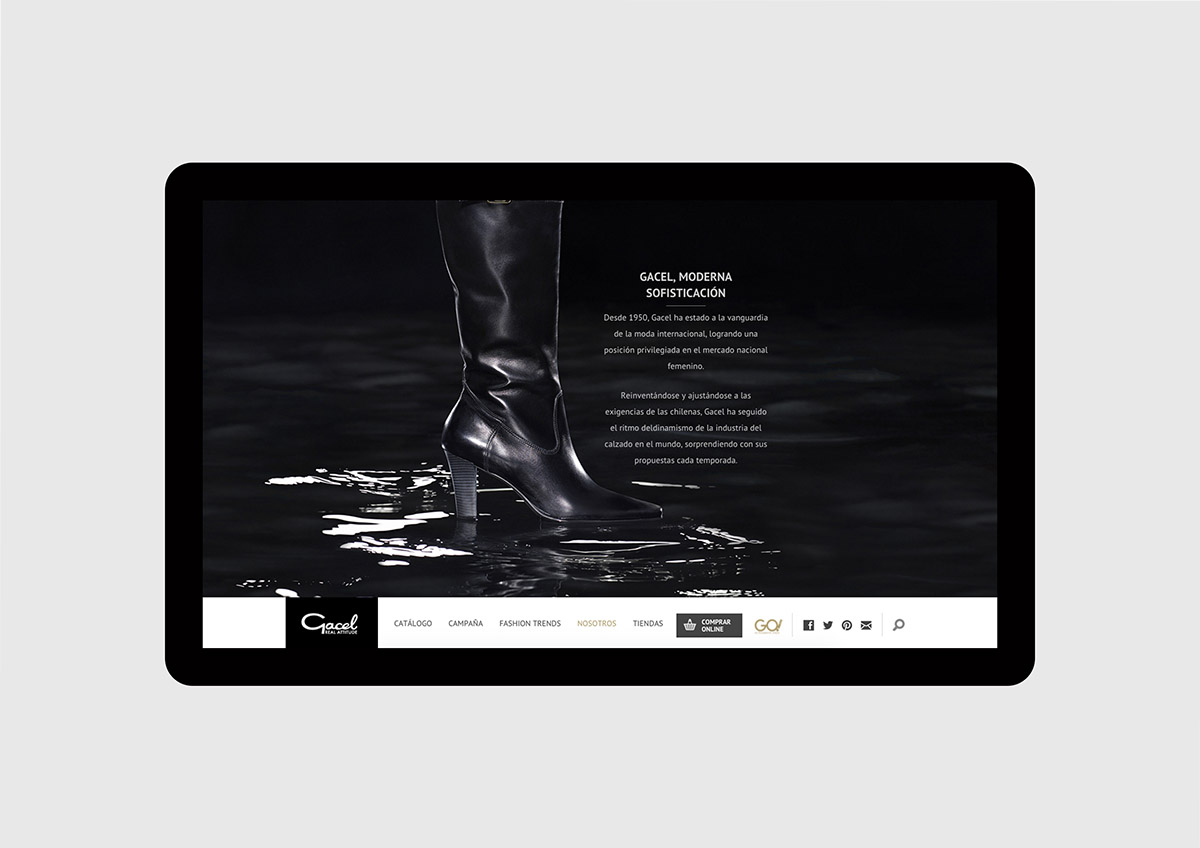 GACEL, MODERNA
SOFISTICACIÓN
Desde 1950, Gacel ha estado a la vanguardia
de la moda internacional, logrando una
posición privilegiada en el mercado nacional
femenino.
Reinventándose y ajustándose a las
exigencias de las chilenas, Gacel ha seguido
el ritmo deldinamismo de la industria del
calzado en el mundo, sorprendiendo con sus
propuestas cada temporada.
Gacel
REAL ATTITUDE
CATÁLOGO
CAMPAÑA
FASHION TRENDS
NOSOTROS
TIENDAS
COMPRAR
ONLINE
GO!